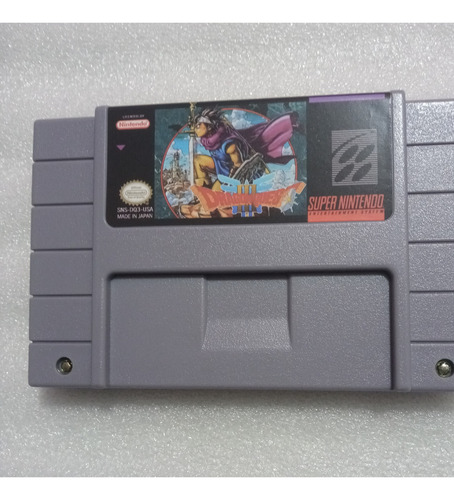 LICENSED BY
Nintendo
DRAGON QUEST
III
SNS-DQ3-USA
MADE IN JAPAN
SUPER NINTENDO
ENTERTAINMENT SYSTEM